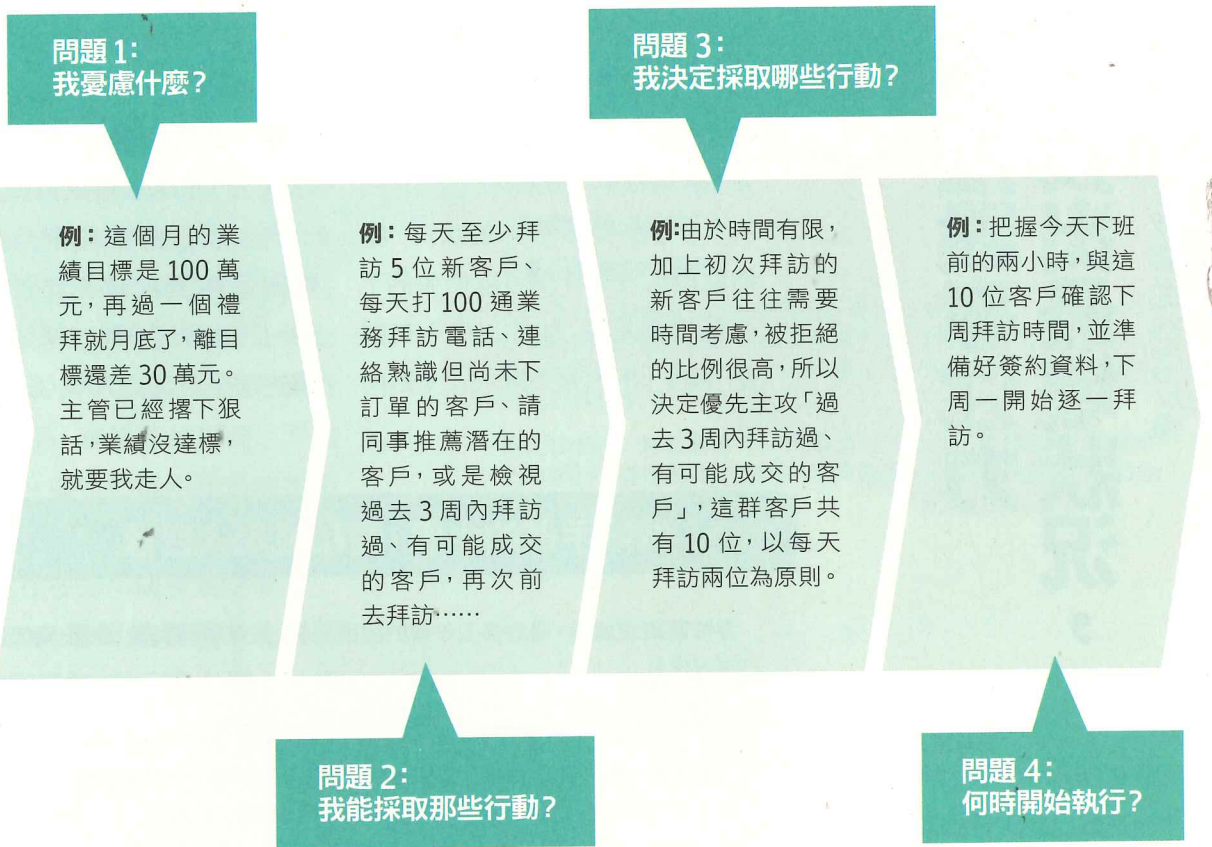 問題 1:
我憂慮什麼?
例:這個月的業
績目標是 100 萬
元,再過一個禮
拜就月底了,離目
標還差 30 萬元。
主管已經撂下狠
話,業績沒達標,
就要我走人。
問題 2:
我能採取那些行動?
例:每天至少拜
訪 5 位新客戶、
每天打 100 通業
務拜訪電話、連
絡熟識但尚未下
訂單的客戶、請
同事推薦潛在的
客戶,或是檢視
過去 3 周內拜訪
過、有可能成交
的客戶,再次前
去拜訪……
問題 3:
我決定採取哪些行動?
例:由於時間有限,
加上初次拜訪的
新客戶往往需要
時間考慮,被拒絕
的比例很高,所以
決定優先主攻「過
去 3 周內拜訪過、
有可能成交的客
戶」,這群客戶共
有 10 位,以每天
拜訪兩位為原則。
問題 4:
何時開始執行?
例:把握今天下班
前的兩小時,與這
10 位客戶確認下
周拜訪時間,並準
備好簽約資料,下
周一開始逐一拜
訪。